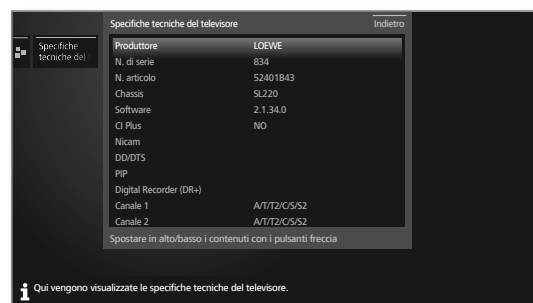 Specifiche tecniche del televisore Indietro
Specifiche
tecniche del
Produttore LOEWE
N. di serie 834
N. articolo 52401B43
Chassis SL220
Software 2.1.34.0
CI Plus NO
Nicam
DD/DTS
PIP
Digital Recorder (DR+)
Canale 1 A/T/T2/C/S/S2
Canale 2 A/T/T2/C/S/S2
Spostare in alto/basso i contenuti con i pulsanti freccia
Qui vengono visualizzate le specifiche tecniche del televisore.